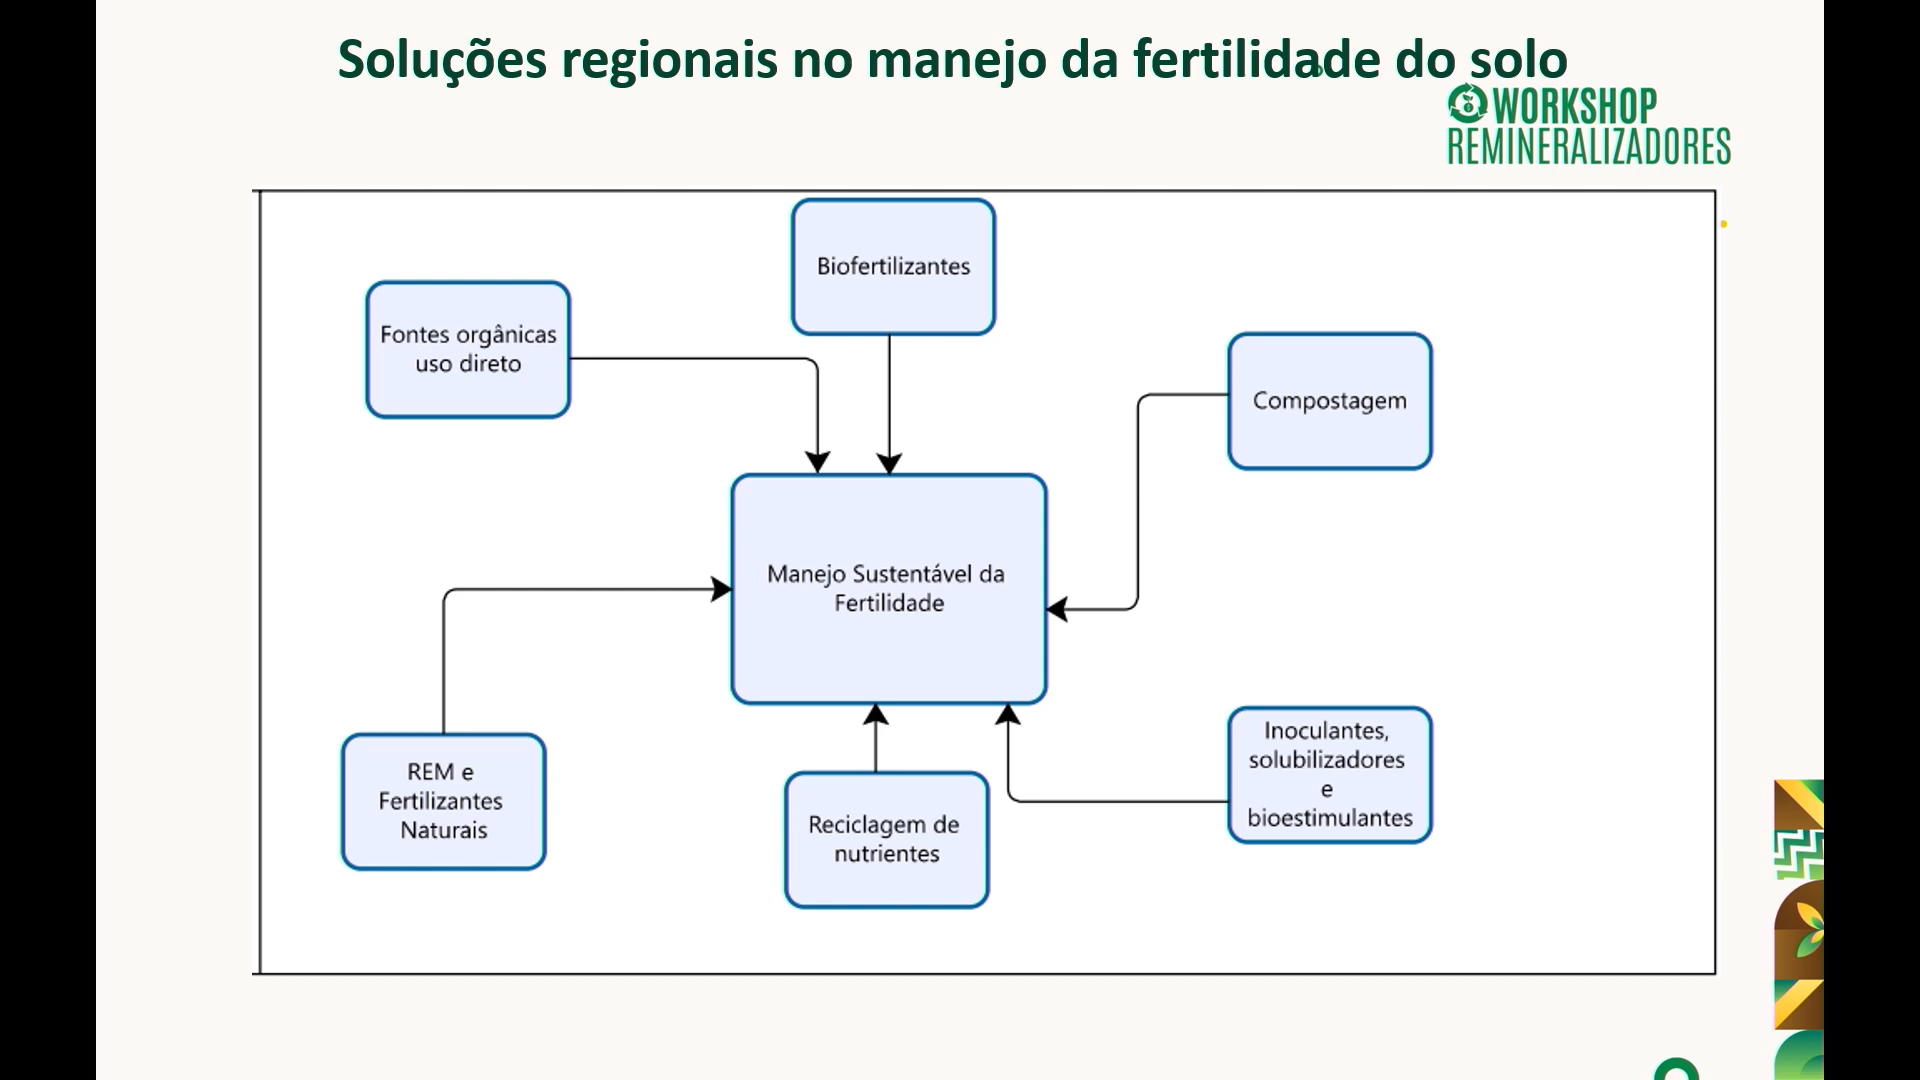 Soluções regionais no manejo da fertilidade do solo
WORKSHOP
REMINERALIZADORES
Biofertilizantes
Fontes orgânicas
uso direto
Compostagem
Manejo Sustentável da
Fertilidade
REM e
Fertilizantes
Naturais
Reciclagem de
nutrientes
Inoculantes,
solubilizadores
e
bioestimulantes